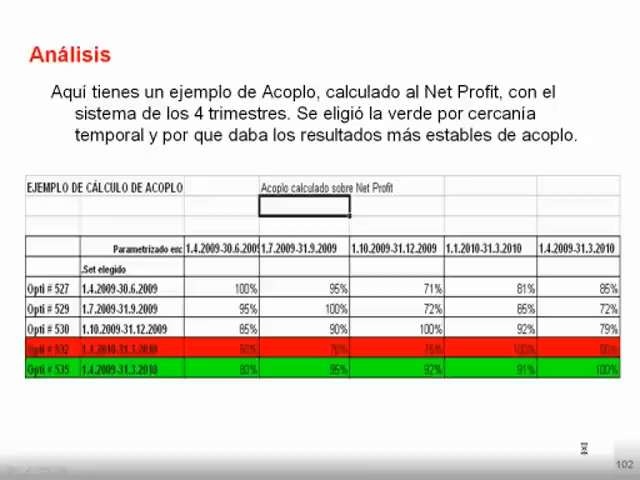 Análisis
Aquí tienes un ejemplo de Acoplo, calculado al Net Profit, con el
sistema de los 4 trimestres. Se eligió la verde por cercanía
temporal y por que daba los resultados más estables de acoplo.
EJEMPLO DE CÁLCULO DE ACOPLO Acoplo calculado sobre Net Profit
Parametrizado enc 1.4.2009-30.6.2009 1.7.2009-31.9.2009 1.10.2009-31.12.2009 1.1.2010-31.3.2010 1.4.2009-31.3.2010
.Set elegido
Opti # 527 1.4.2009-30.6.2009 100% 95% 71% 81% 85%
Opti # 529 1.7.2009-31.9.2009 95% 100% 72% 85% 72%
Opti # 530 1.10.2009-31.12.2009 85% 90% 100% 92% 79%
Opti # 532 1.1.2010-31.3.2010 76% 100%
Opti # 535 1.4.2009-31.3.2010 80% 95% 92% 91% 100%
102